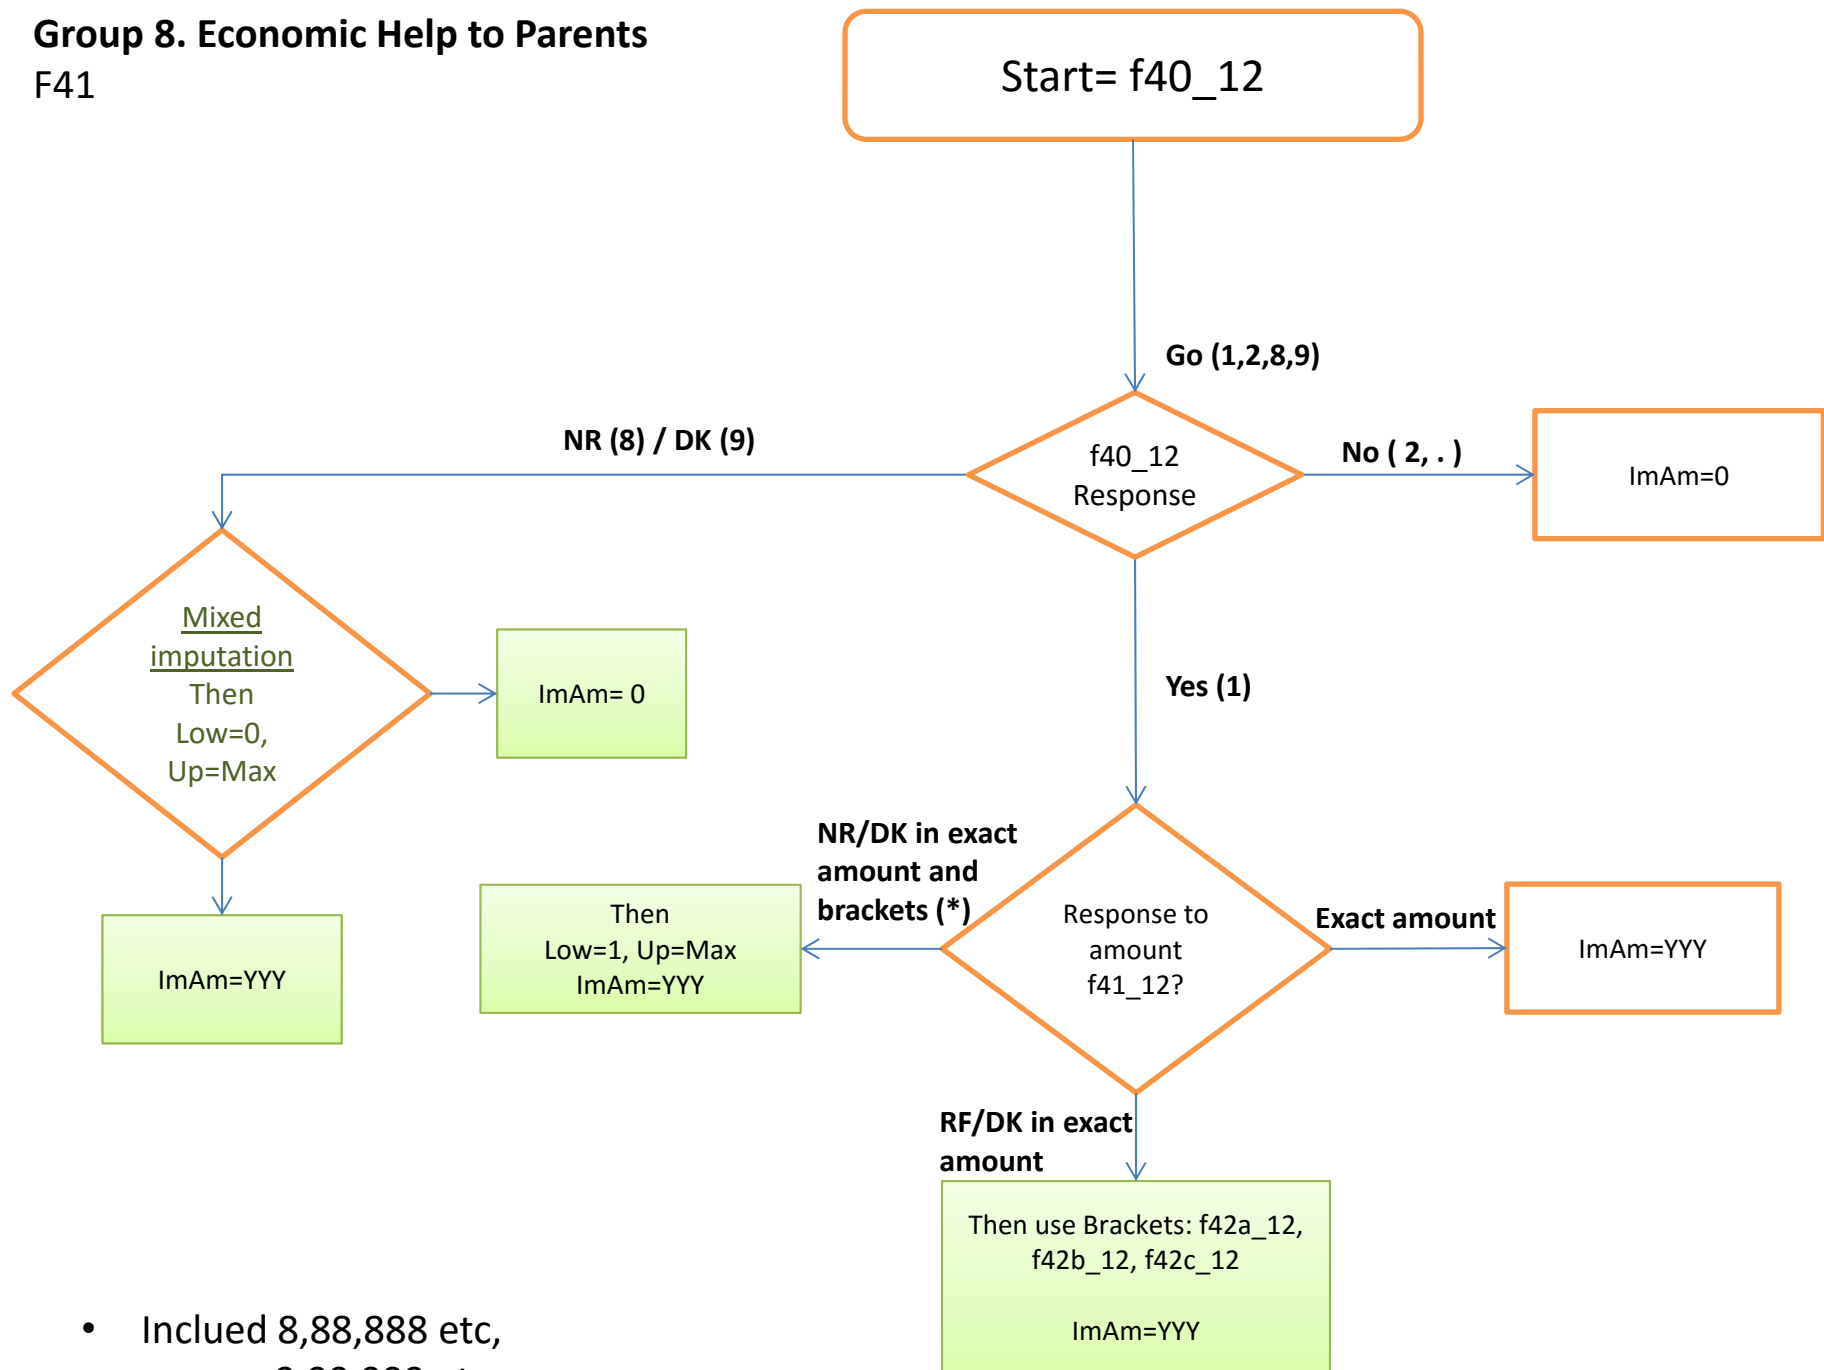 Group 8. Economic Help to Parents
F41
Start= f40_12
Go (1,2,8,9)
NR (8) / DK (9)
f40_12
Response
No ( 2, . )
ImAm=0
Mixed
imputation
Then
Low=0,
Up=Max
ImAm= 0
Yes (1)
ImAm=YYY
NR/DK in exact
amount and
brackets (*)
Then
Low=1, Up=Max
ImAm=YYY
Response to
amount
f41_12?
Exact amount
ImAm=YYY
RF/DK in exact
amount
Then use Brackets: f42a_12,
f42b_12, f42c_12
ImAm=YYY
• Inclued 8,88,888 etc,